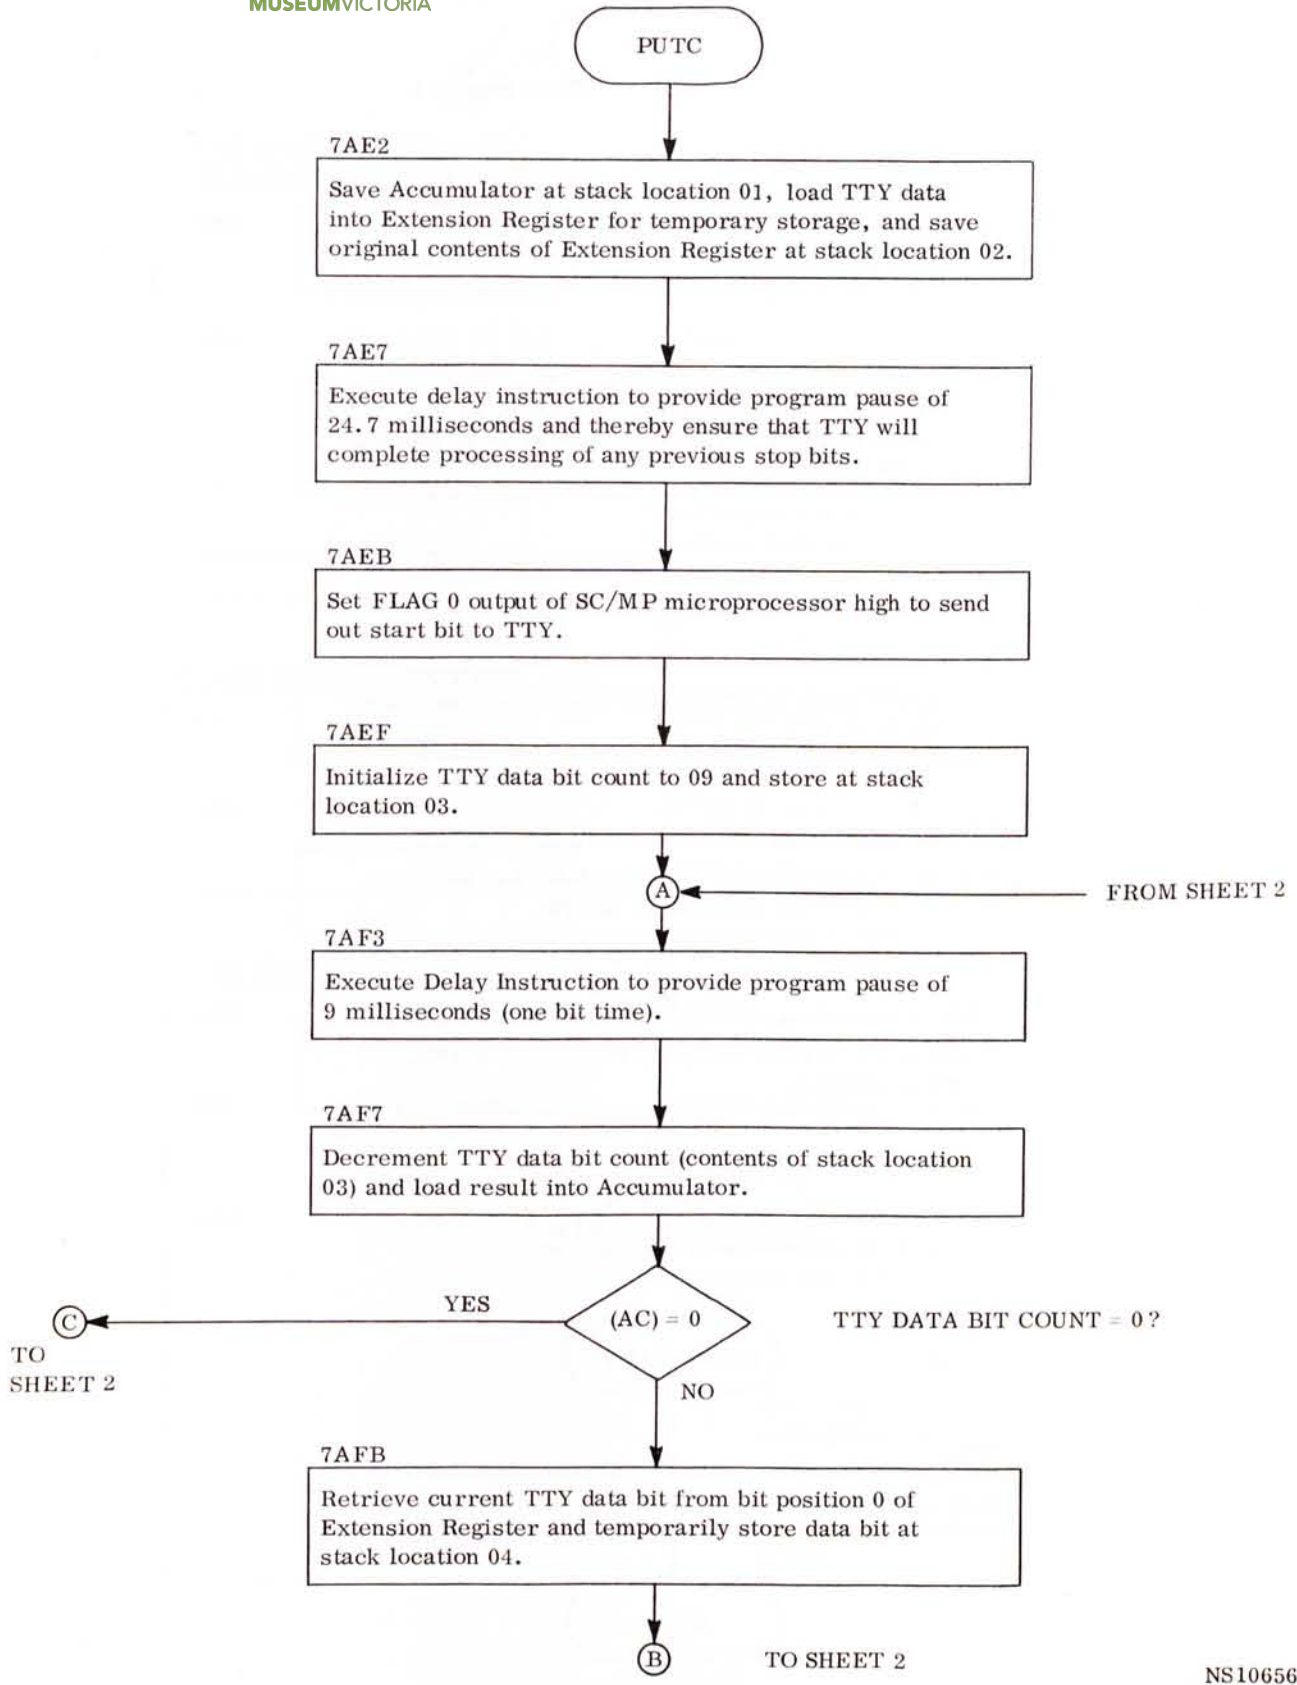 MUSEUMVICTORIA
PUTC
7AE2
Save Accumulator at stack location 01, load TTY data
into Extension Register for temporary storage, and save
original contents of Extension Register at stack location 02.
7AE7
Execute delay instruction to provide program pause of
24.7 milliseconds and thereby ensure that TTY will
complete processing of any previous stop bits.
7AEB
Set FLAG 0 output of SC/MP microprocessor high to send
out start bit to TTY.
7AEF
Initialize TTY data bit count to 09 and store at stack
location 03.
A
FROM SHEET 2
7AF3
Execute Delay Instruction to provide program pause of
9 milliseconds (one bit time).
7AF7
Decrement TTY data bit count (contents of stack location
03) and load result into Accumulator.
YES
(AC) = 0
TTY DATA BIT COUNT = 0?
C
TO
SHEET 2
NO
7AFB
Retrieve current TTY data bit from bit position 0 of
Extension Register and temporarily store data bit at
stack location 04.
B
TO SHEET 2
NS10656